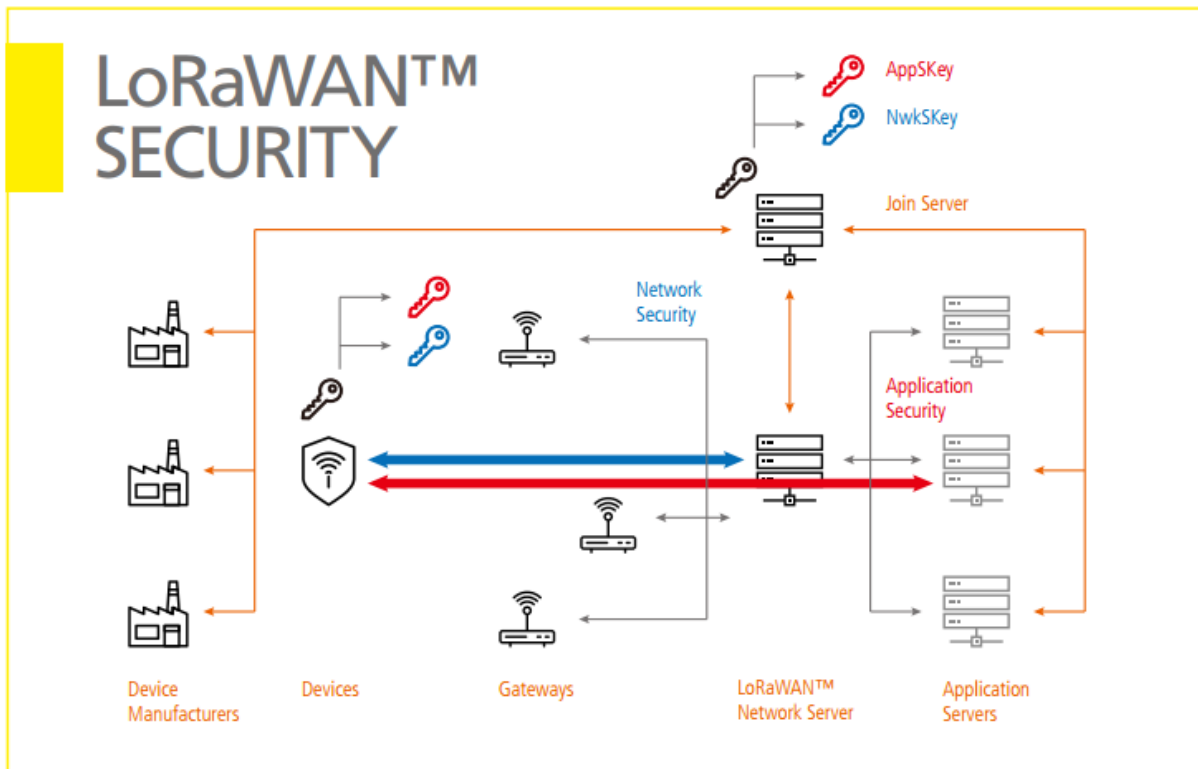 LoRaWAN™
SECURITY
AppSKey
NwkSKey
Join Server
Network
Security
Application
Security
Device
Manufacturers
Devices
Gateways
LoRaWAN™
Network Server
Application
Servers